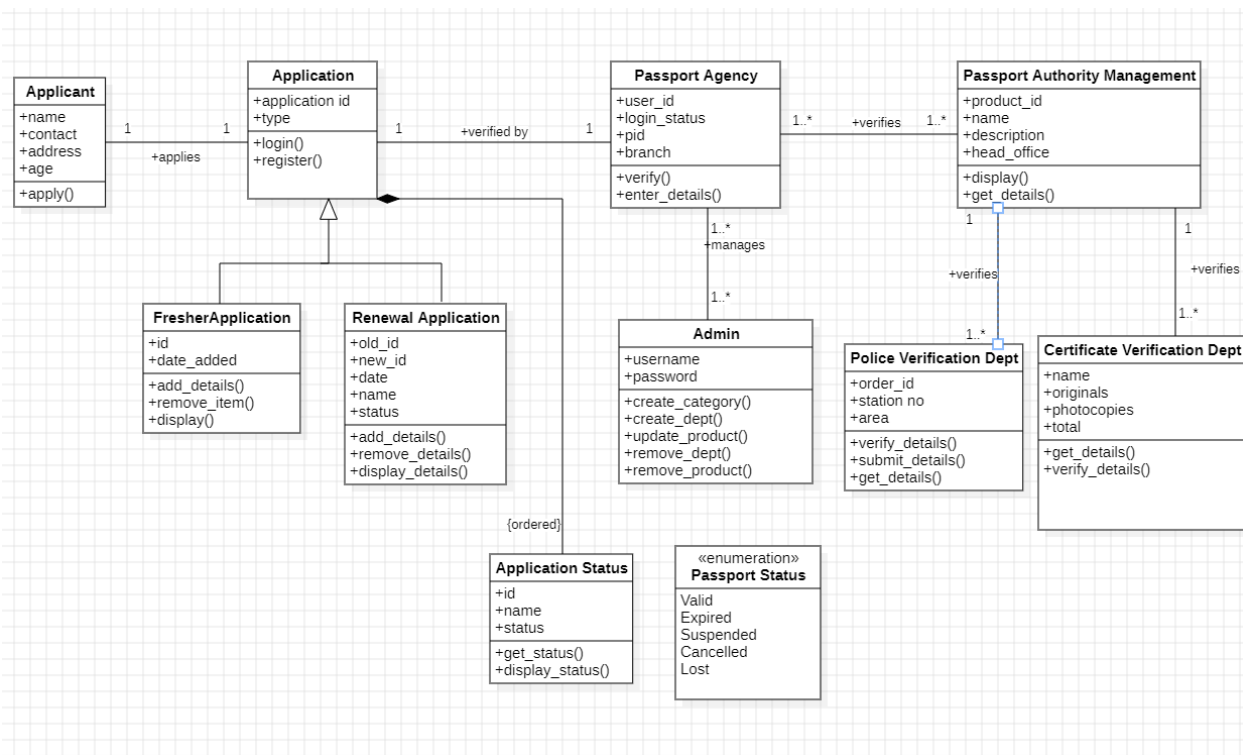 Applicant
+name
+contact
+address
+age
+apply()
1
1
+applies
Application
+application id
+type
+login()
+register()
1
+verified by
1
Passport Agency
+user_id
+login_status
+pid
+branch
+verify()
+enter_details()
1..*
+verifies
1..*
Passport Authority Management
+product_id
+name
+description
+head_office
+display()
+get_details()
1..*
+manages
1..*
1
+verifies
1..*
1
+verifies
1..*
FresherApplication
+id
+date_added
+add_details()
+remove_item()
+display()
Renewal Application
+old_id
+new_id
+date
+name
+status
+add_details()
+remove_details()
+display_details()
Admin
+username
+password
+create_category()
+create_dept()
+update_product()
+remove_dept()
+remove_product()
Police Verification Dept
+order_id
+station no
+area
+verify_details()
+submit_details()
+get_details()
Certificate Verification Dept
+name
+originals
+photocopies
+total
+get_details()
+verify_details()
{ordered}
Application Status
+id
+name
+status
+get_status()
+display_status()
«enumeration»
Passport Status
Valid
Expired
Suspended
Cancelled
Lost